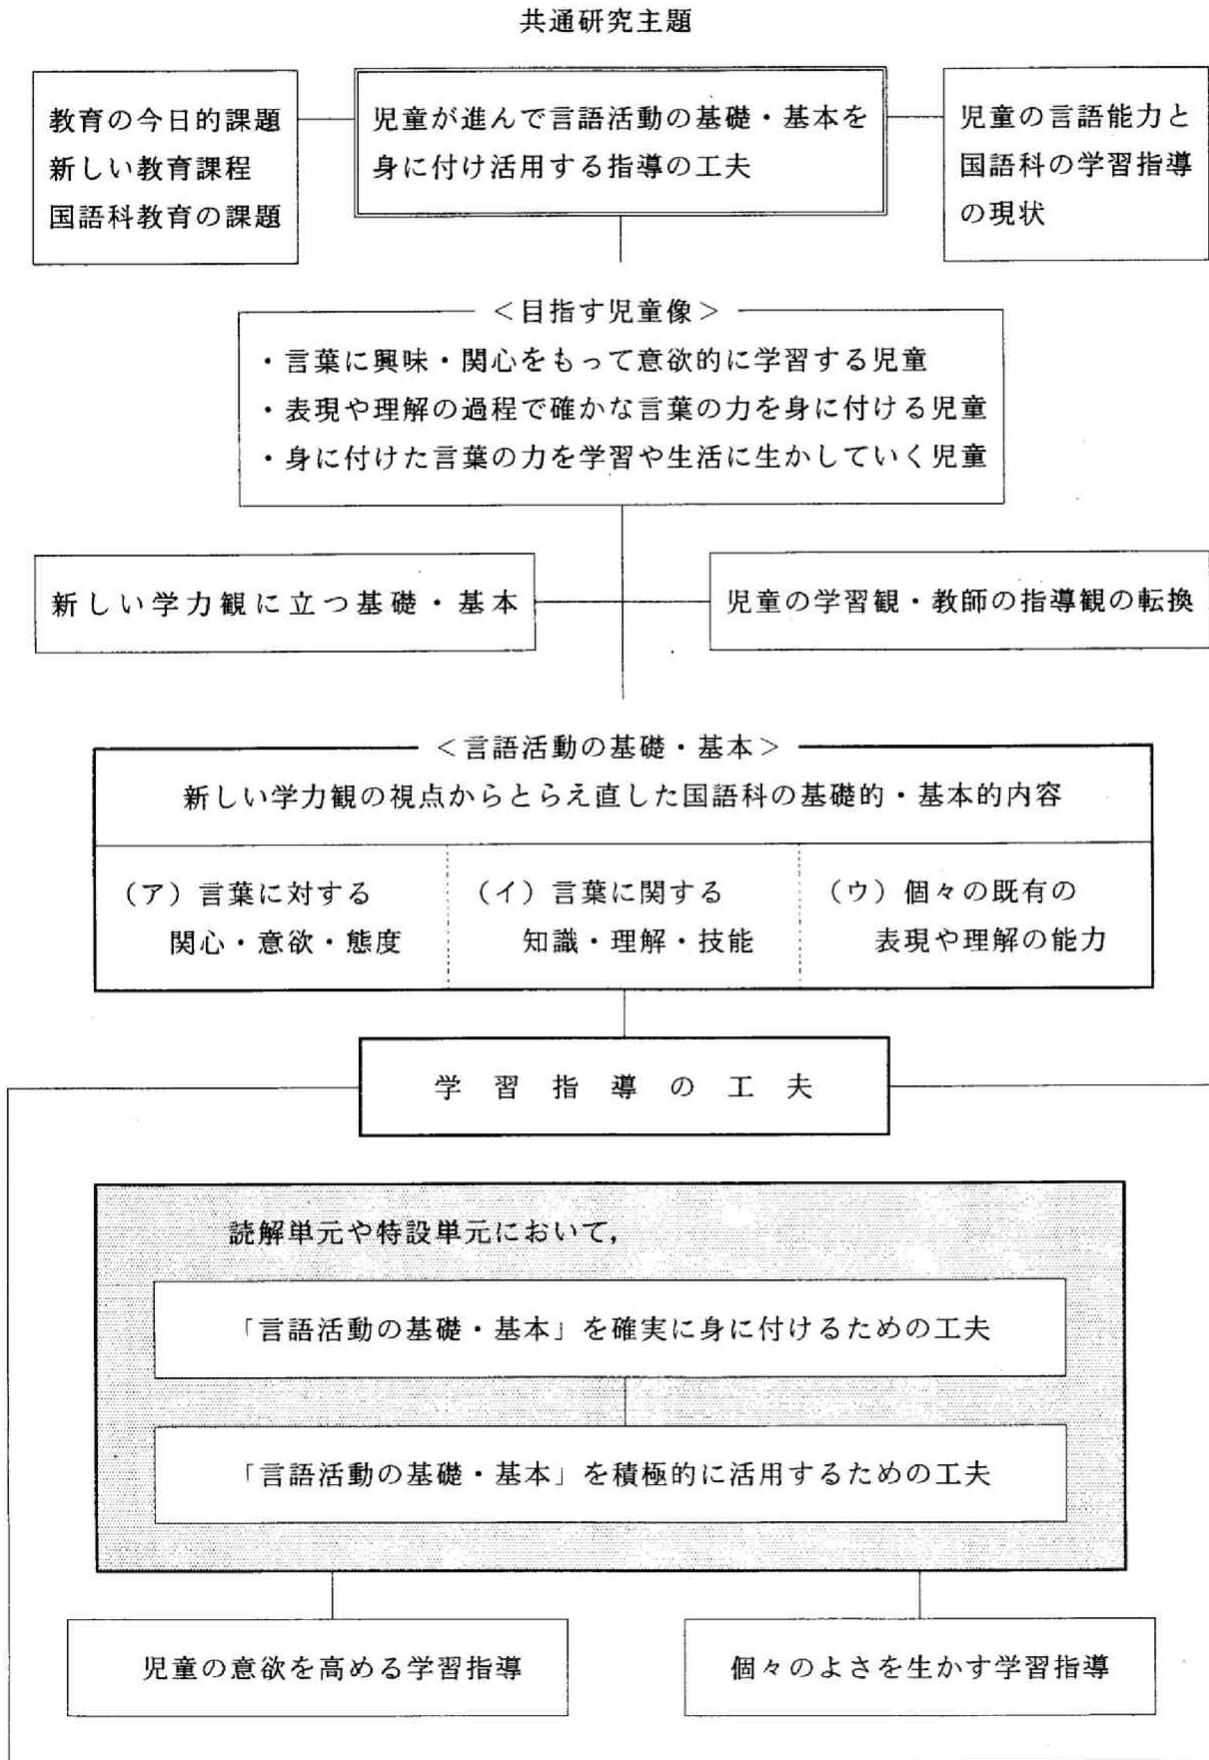 共通研究主題
教育の今日的課題
新しい教育課程
国語科教育の課題
児童が進んで言語活動の基礎・基本を
身に付け活用する指導の工夫
児童の言語能力と
国語科の学習指導
の現状
＜目指す児童像＞
・言葉に興味・関心をもって意欲的に学習する児童
・表現や理解の過程で確かな言葉の力を身に付ける児童
・身に付けた言葉の力を学習や生活に生かしていく児童
新しい学力観に立つ基礎・基本
児童の学習観・教師の指導観の転換
＜言語活動の基礎・基本＞
新しい学力観の視点からとらえ直した国語科の基礎的・基本的内容
（ア）言葉に対する
関心・意欲・態度
（イ）言葉に関する
知識・理解・技能
（ウ）個々の既有の
表現や理解の能力
学習指導の工夫
読解単元や特設単元において，
「言語活動の基礎・基本」を確実に身に付けるための工夫
「言語活動の基礎・基本」を積極的に活用するための工夫
児童の意欲を高める学習指導
個々のよさを生かす学習指導